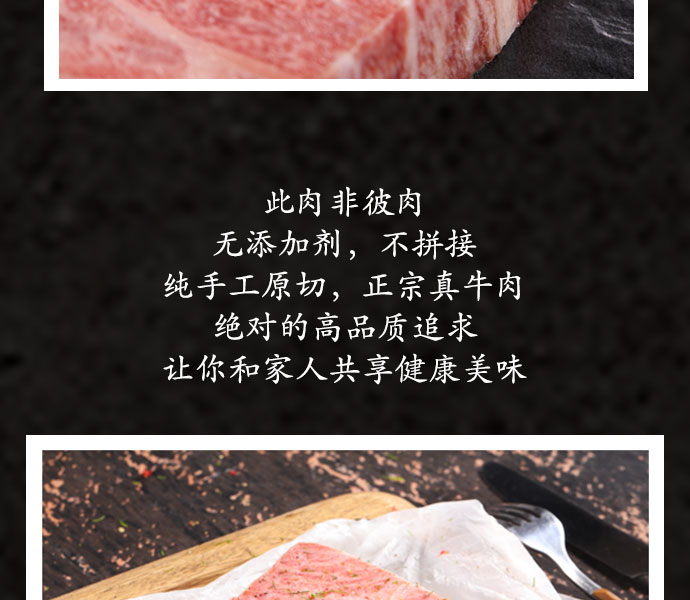 此肉非彼肉
无添加剂，不拼接
纯手工原切，正宗真牛肉
绝对的高品质追求
让你和家人共享健康美味